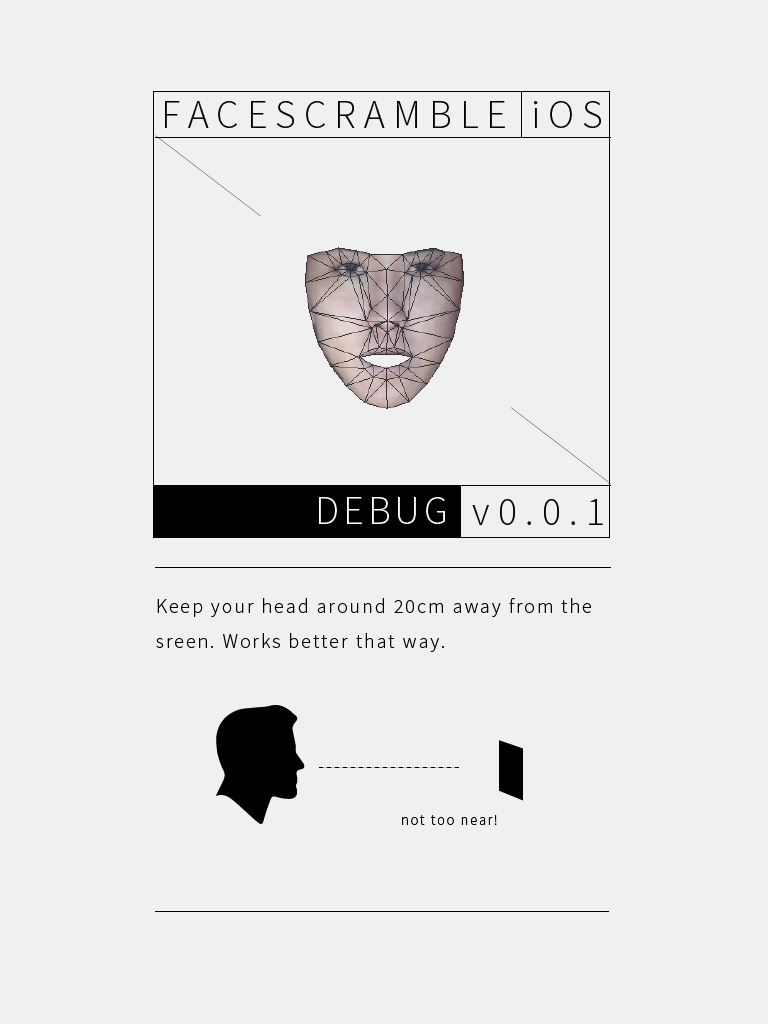 FACESCRAMBLE iOS
DEBUG v0.0.1
Keep your head around 20cm away from the
sreen. Works better that way.
not too near!